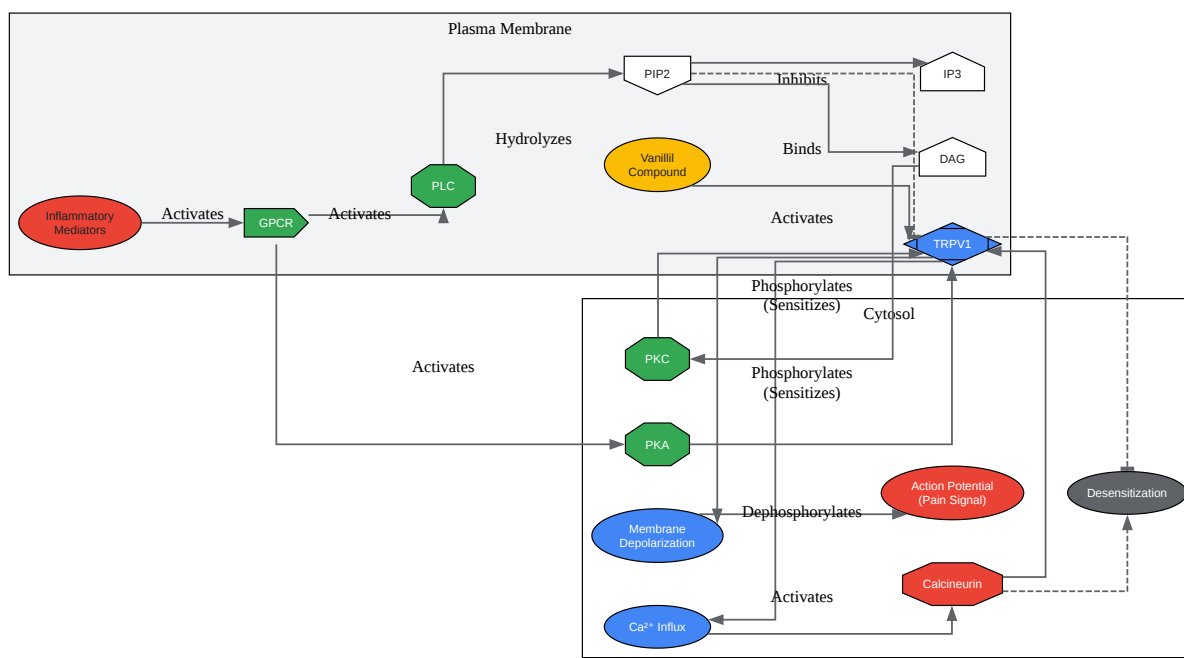 Plasma Membrane
PIP2
IP3
Inhibits
Hydrolyzes
Binds
DAG
Vanillil
Compound
PLC
Inflammatory
Mediators
Activates
GPCR
Activates
Activates
TRPV1
Phosphorylates
(Sensitizes)
Cytosol
PKC
Activates
Phosphorylates
(Sensitizes)
PKA
Action Potential
(Pain Signal)
Desensitization
Dephosphorylates
Membrane
Depolarization
Calcineurin
Activates
Ca²⁺ Influx